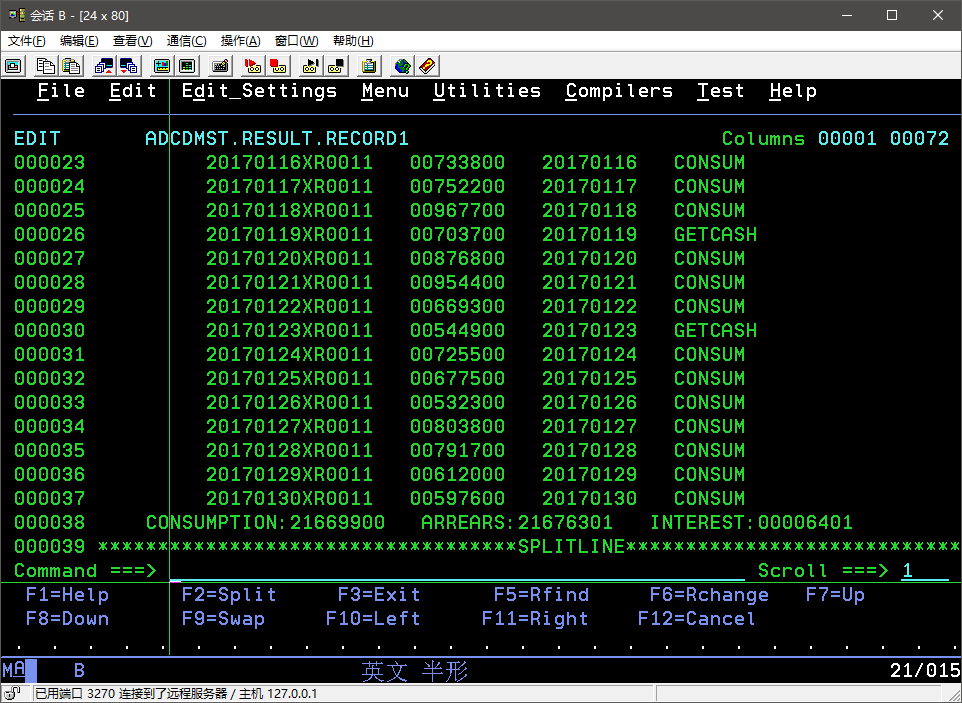 会话 B - [24 x 80]
文件(F) 编辑(E) 查看(V) 通信(C) 操作(A) 窗口(W) 帮助(H)
File Edit Edit_Settings Menu Utilities Compilers Test Help
EDIT ADCDMST.RESULT.RECORD1 Columns 00001 00072
000023 20170116XR0011 00733800 20170116 CONSUM
000024 20170117XR0011 00752200 20170117 CONSUM
000025 20170118XR0011 00967700 20170118 CONSUM
000026 20170119XR0011 00703700 20170119 GETCASH
000027 20170120XR0011 00876800 20170120 CONSUM
000028 20170121XR0011 00954400 20170121 CONSUM
000029 20170122XR0011 00669300 20170122 CONSUM
000030 20170123XR0011 00544900 20170123 GETCASH
000031 20170124XR0011 00725500 20170124 CONSUM
000032 20170125XR0011 00677500 20170125 CONSUM
000033 20170126XR0011 00532300 20170126 CONSUM
000034 20170127XR0011 00803800 20170127 CONSUM
000035 20170128XR0011 00791700 20170128 CONSUM
000036 20170129XR0011 00612000 20170129 CONSUM
000037 20170130XR0011 00597600 20170130 CONSUM
000038 CONSUMPTION:21669900 ARREARS:21676301 INTEREST:00006401
000039 ***********************************SPLITLINE****************************
Command ===> Scroll ===> 1
F1=Help F2=Split F3=Exit F5=Rfind F6=Rchange F7=Up
F8=Down F9=Swap F10=Left F11=Right F12=Cancel
MA B 英文 半形 21/015
已用端口 3270 连接到了远程服务器 / 主机 127.0.0.1